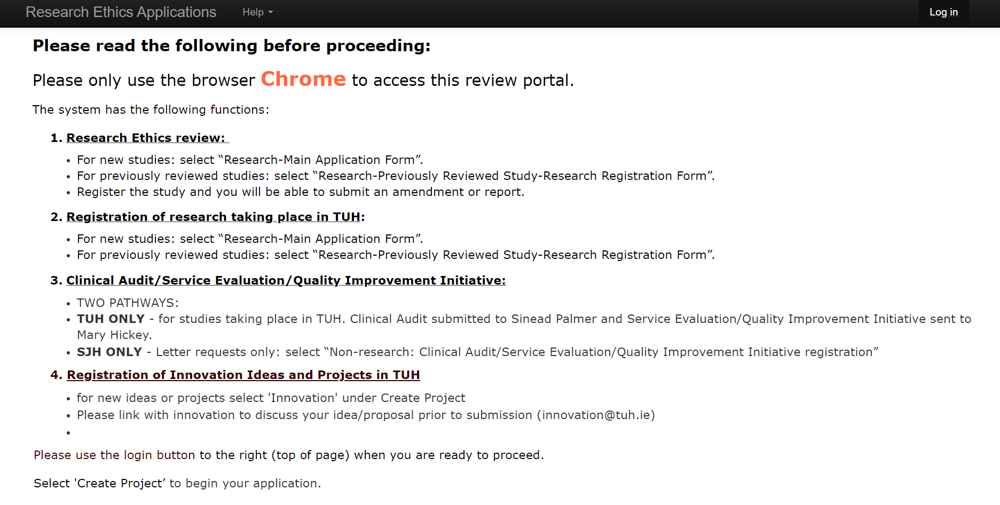 Research Ethics Applications Help Log in
Please read the following before proceeding:
Please only use the browser Chrome to access this review portal.
The system has the following functions:
1. Research Ethics review:
• For new studies: select “Research-Main Application Form”.
• For previously reviewed studies: select “Research-Previously Reviewed Study-Research Registration Form”.
• Register the study and you will be able to submit an amendment or report.
2. Registration of research taking place in TUH:
• For new studies: select “Research-Main Application Form”.
• For previously reviewed studies: select “Research-Previously Reviewed Study-Research Registration Form”.
3. Clinical Audit/Service Evaluation/Quality Improvement Initiative:
• TWO PATHWAYS:
• TUH ONLY - for studies taking place in TUH. Clinical Audit submitted to Sinead Palmer and Service Evaluation/Quality Improvement Initiative sent to
Mary Hickey.
• SJH ONLY - Letter requests only: select “Non-research: Clinical Audit/Service Evaluation/Quality Improvement Initiative registration”
4. Registration of Innovation Ideas and Projects in TUH
• for new ideas or projects select 'Innovation' under Create Project
• Please link with innovation to discuss your idea/proposal prior to submission (innovation@tuh.ie)
•
Please use the login button to the right (top of page) when you are ready to proceed.
Select 'Create Project’ to begin your application.